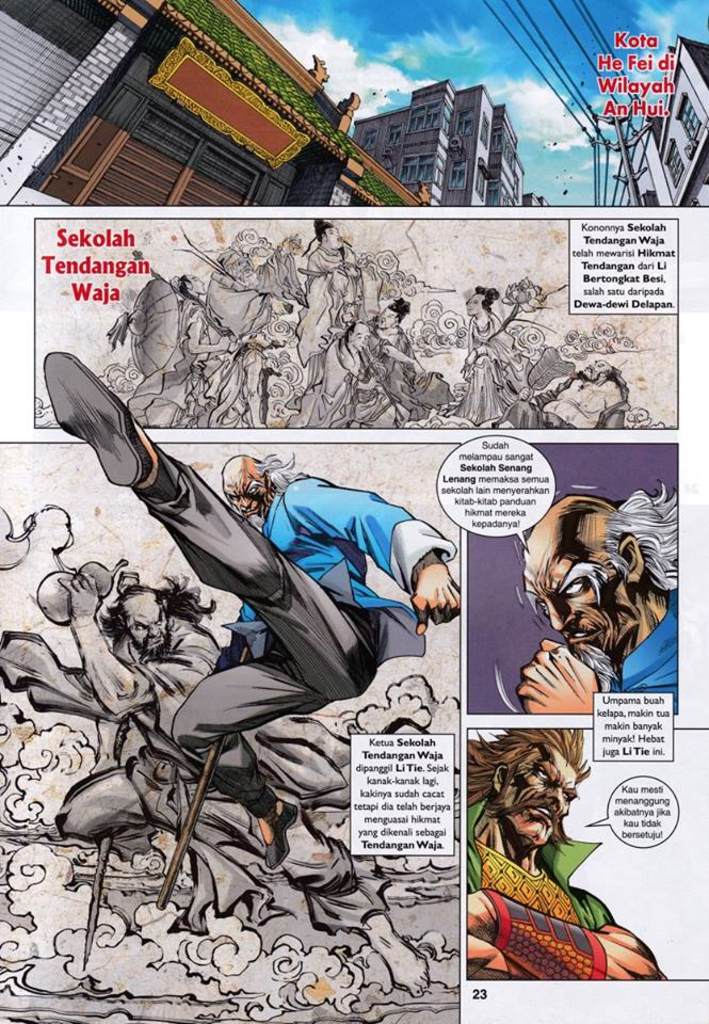 Kota
He Fei di
Wilayah
An Hui.
Sekolah
Tendangan
Waja
Kononnya Sekolah
Tendangan Waja
telah mewarisi Hikmat
Tendangan dari Li
Bertongkat Besi,
salah satu daripada
Dewa-dewi Delapan.
Sudah
melampau sangat
Sekolah Senang
Lenang memaksa semua
sekolah lain menyerahkan
kitab-kitab panduan
hikmat mereka
kepadanya!
Umpama buah
kelapa, makin tua
makin banyak
minyak! Hebat
juga Li Tie ini.
Ketua Sekolah
Tendangan Waja
dipanggil Li Tie. Sejak
kanak-kanak lagi,
kakinya sudah cacat
tetapi dia telah berjaya
menguasai hikmat
yang dikenali sebagai
Tendangan Waja.
Kau mesti
menanggung
akibatnya jika
kau tidak
bersetuju!
23